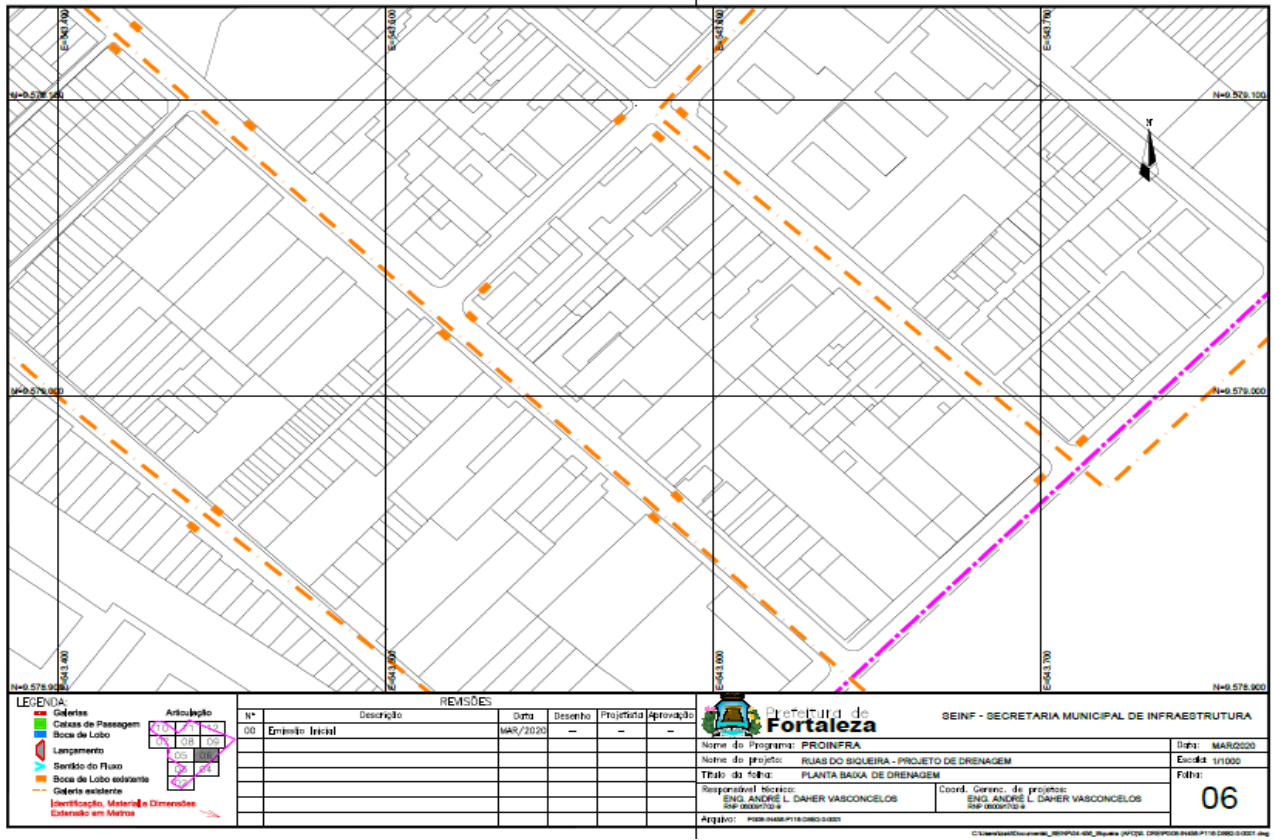 E=543.400
E=543.500
E=543.600
E=543.700
N=9.579.100
N=9.579.100
N
N=9.579.000
N=9.579.000
E=543.400
E=543.500
E=543.600
E=543.700
N=9.578.900
N=9.578.900
LEGENDA:
Galerias
Caixas de Passagem
Boca de Lobo
Lançamento
Sentido do Fluxo
Boca de Lobo existente
Galeria existente
Identificação, Material e Dimensões
Extensão em Metros
Articulação
10 11 12
07 08 09
05 06
03 04
REVISÕES
N° Descrição Data Desenho Projetista Aprovação
00 Emissão Inicial MAR/2020 – – –
Prefeitura de
Fortaleza
SEINF - SECRETARIA MUNICIPAL DE INFRAESTRUTURA
Nome do Programa: PROINFRA
Data: MAR/2020
Nome do projeto: RUAS DO SIQUEIRA - PROJETO DE DRENAGEM
Escala: 1/1000
Título da folha: PLANTA BAIXA DE DRENAGEM
Folha:
06
Responsável técnico:
ENG. ANDRÉ L. DAHER VASCONCELOS
Coord. Gerenc. de projetos:
ENG. ANDRÉ L. DAHER VASCONCELOS
Arquivo: